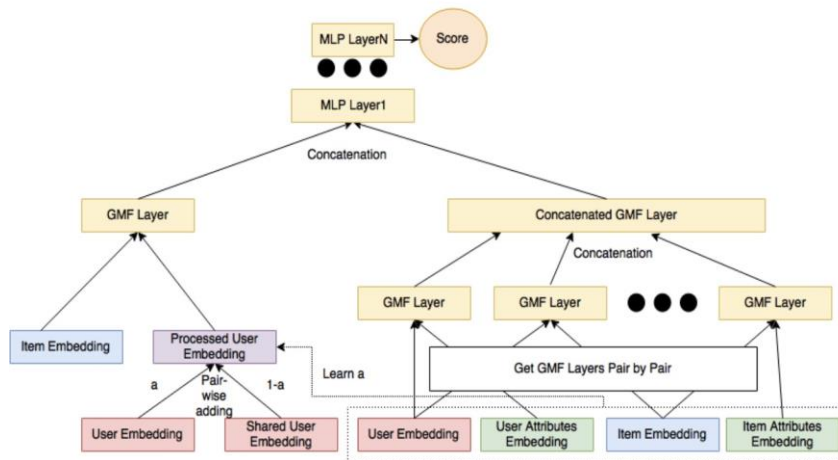 MLP LayerN
Score
MLP Layer1
Concatenation
GMF Layer
Concatenated GMF Layer
Concatenation
GMF Layer
GMF Layer
GMF Layer
Item Embedding
Processed User
Embedding
Get GMF Layers Pair by Pair
Learn a
a
Pair-
wise
adding
1-a
User Embedding
Shared User
Embedding
User Embedding
User Attributes
Embedding
Item Embedding
Item Attributes
Embedding